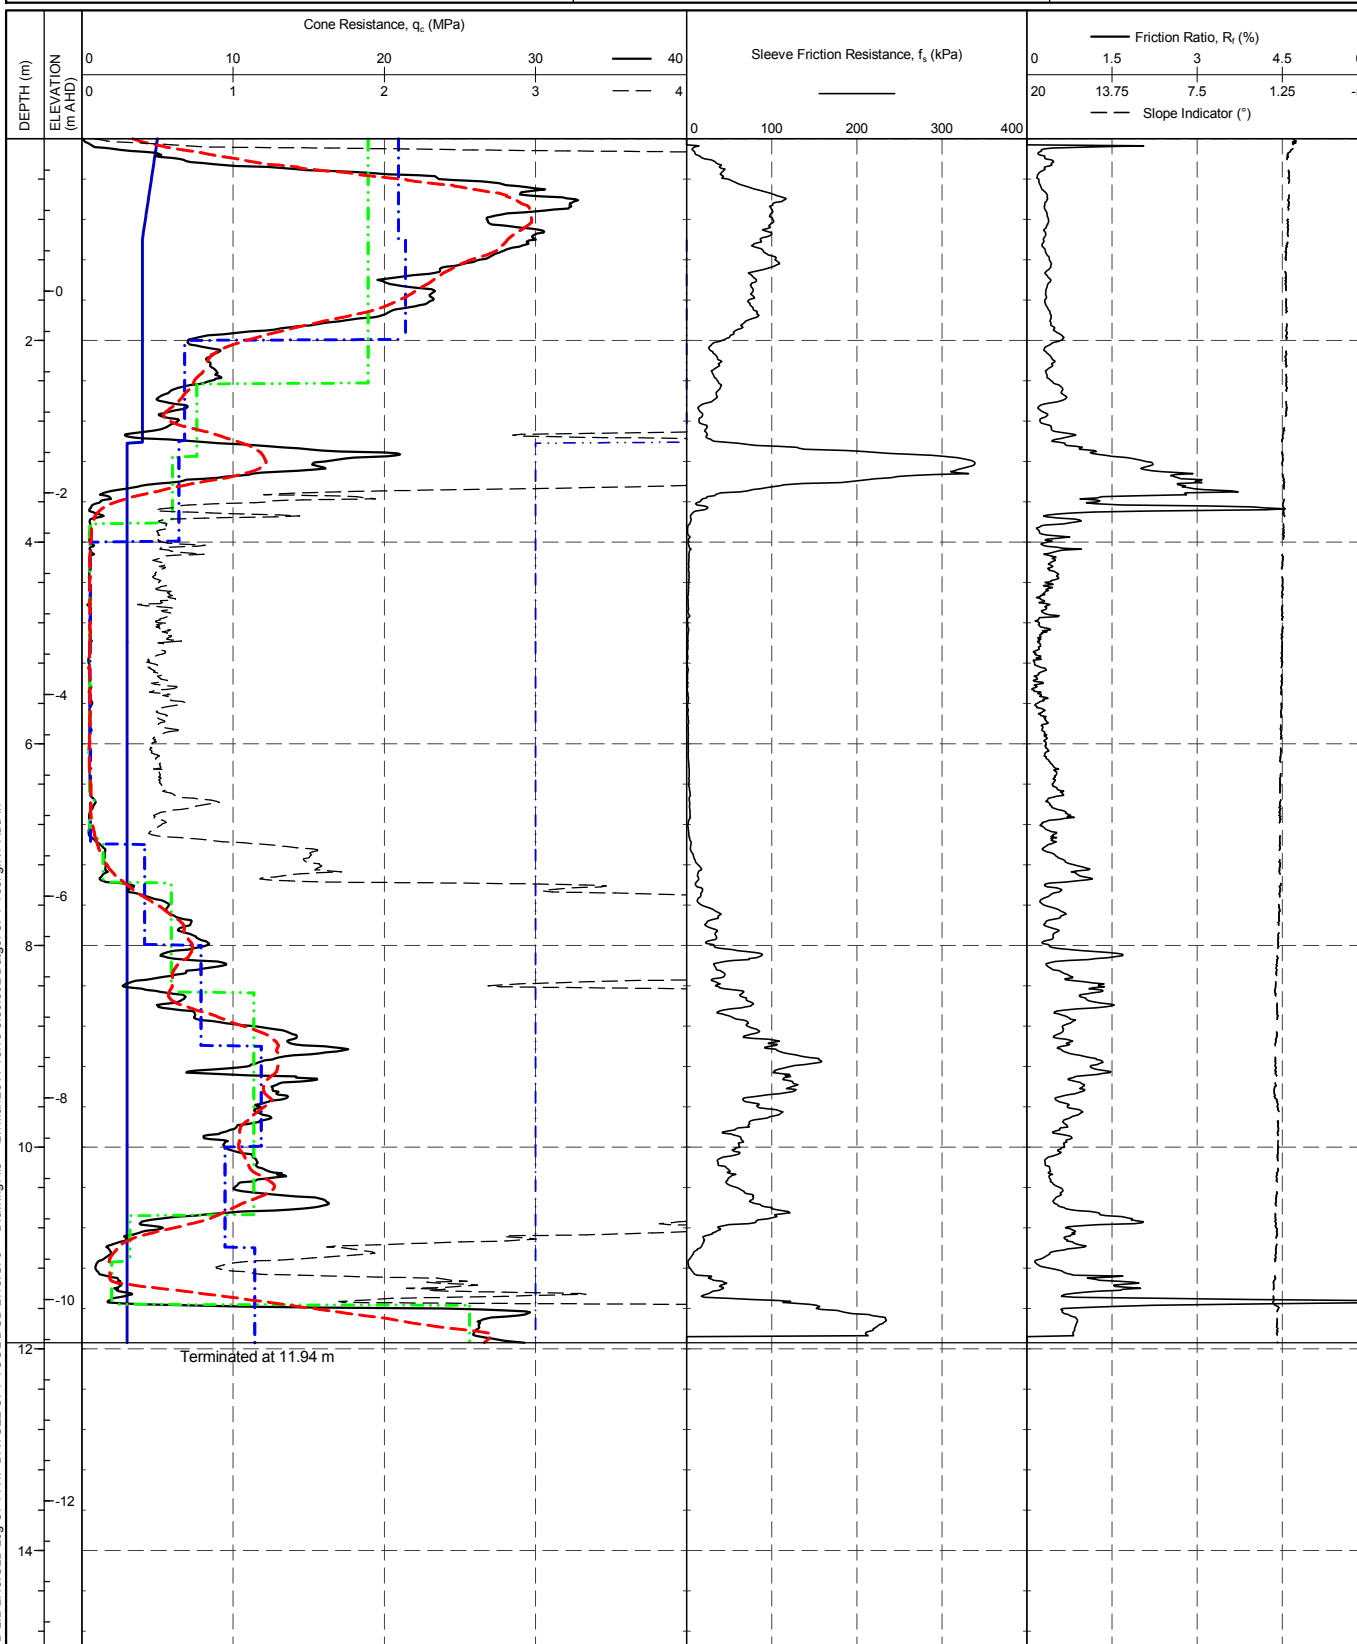 Cone Resistance, qc (MPa)
0 10 20 30 40
0 1 2 3 4
DEPTH (m)
ELEVATION (m AHD)
Sleeve Friction Resistance, fs (kPa)
0 100 200 300 400
Friction Ratio, Rf (%)
0 1.5 3 4.5
20 13.75 7.5 1.25
Slope Indicator (°)
0
2
-2
4
-4
6
-6
8
-8
10
-10
12
Terminated at 11.94 m
-12
14